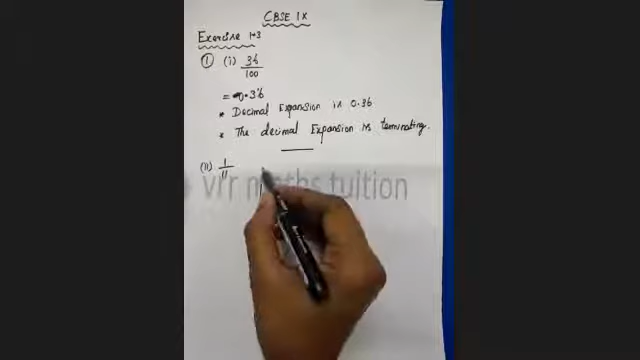 CBSE IX
Exercise 1.3
① (i) 36/100
= 0.36
* Decimal Expansion is 0.36
* The decimal Expansion is terminating.
(ii) 1/11
vrr maths tuition